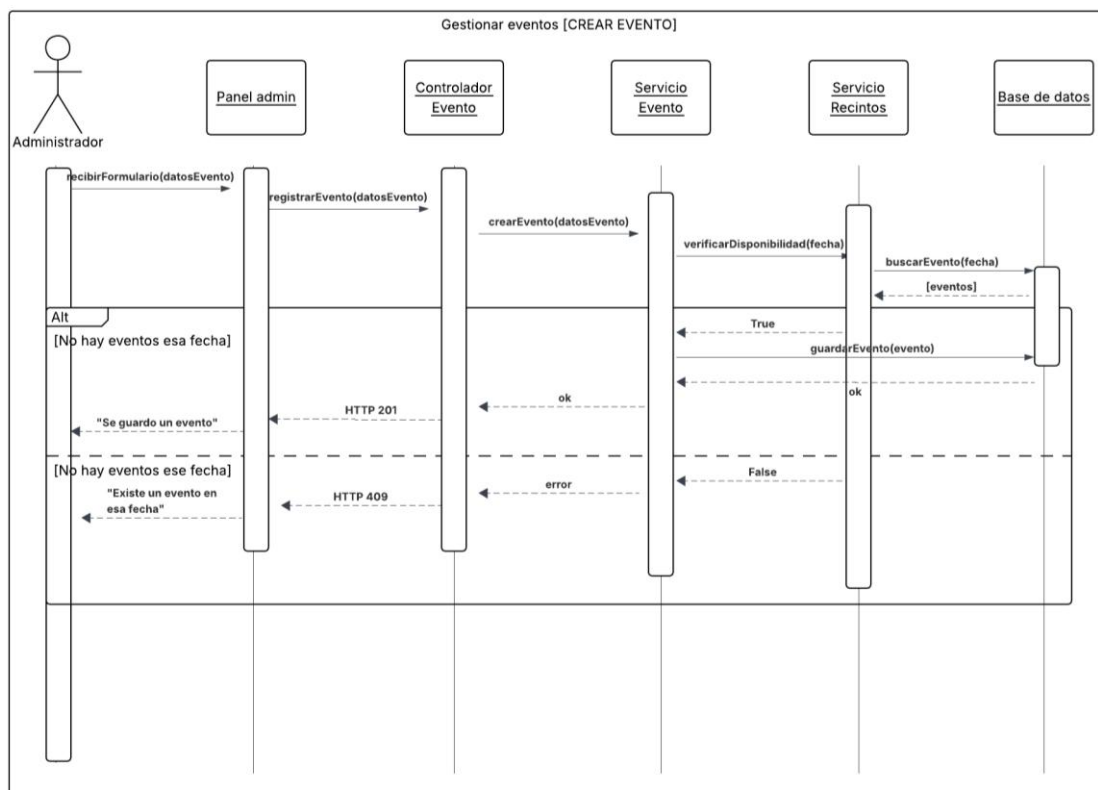 Gestionar eventos [CREAR EVENTO]
Administrador
Panel admin
Controlador
Evento
Servicio
Evento
Servicio
Recintos
Base de datos
recibirFormulario(datosEvento)
registrarEvento(datosEvento)
crearEvento(datosEvento)
verificarDisponibilidad(fecha)
buscarEvento(fecha)
[eventos]
Alt
[No hay eventos esa fecha]
True
guardarEvento(evento)
ok
ok
HTTP 201
"Se guardo un evento"
[No hay eventos ese fecha]
False
error
HTTP 409
"Existe un evento en
esa fecha"